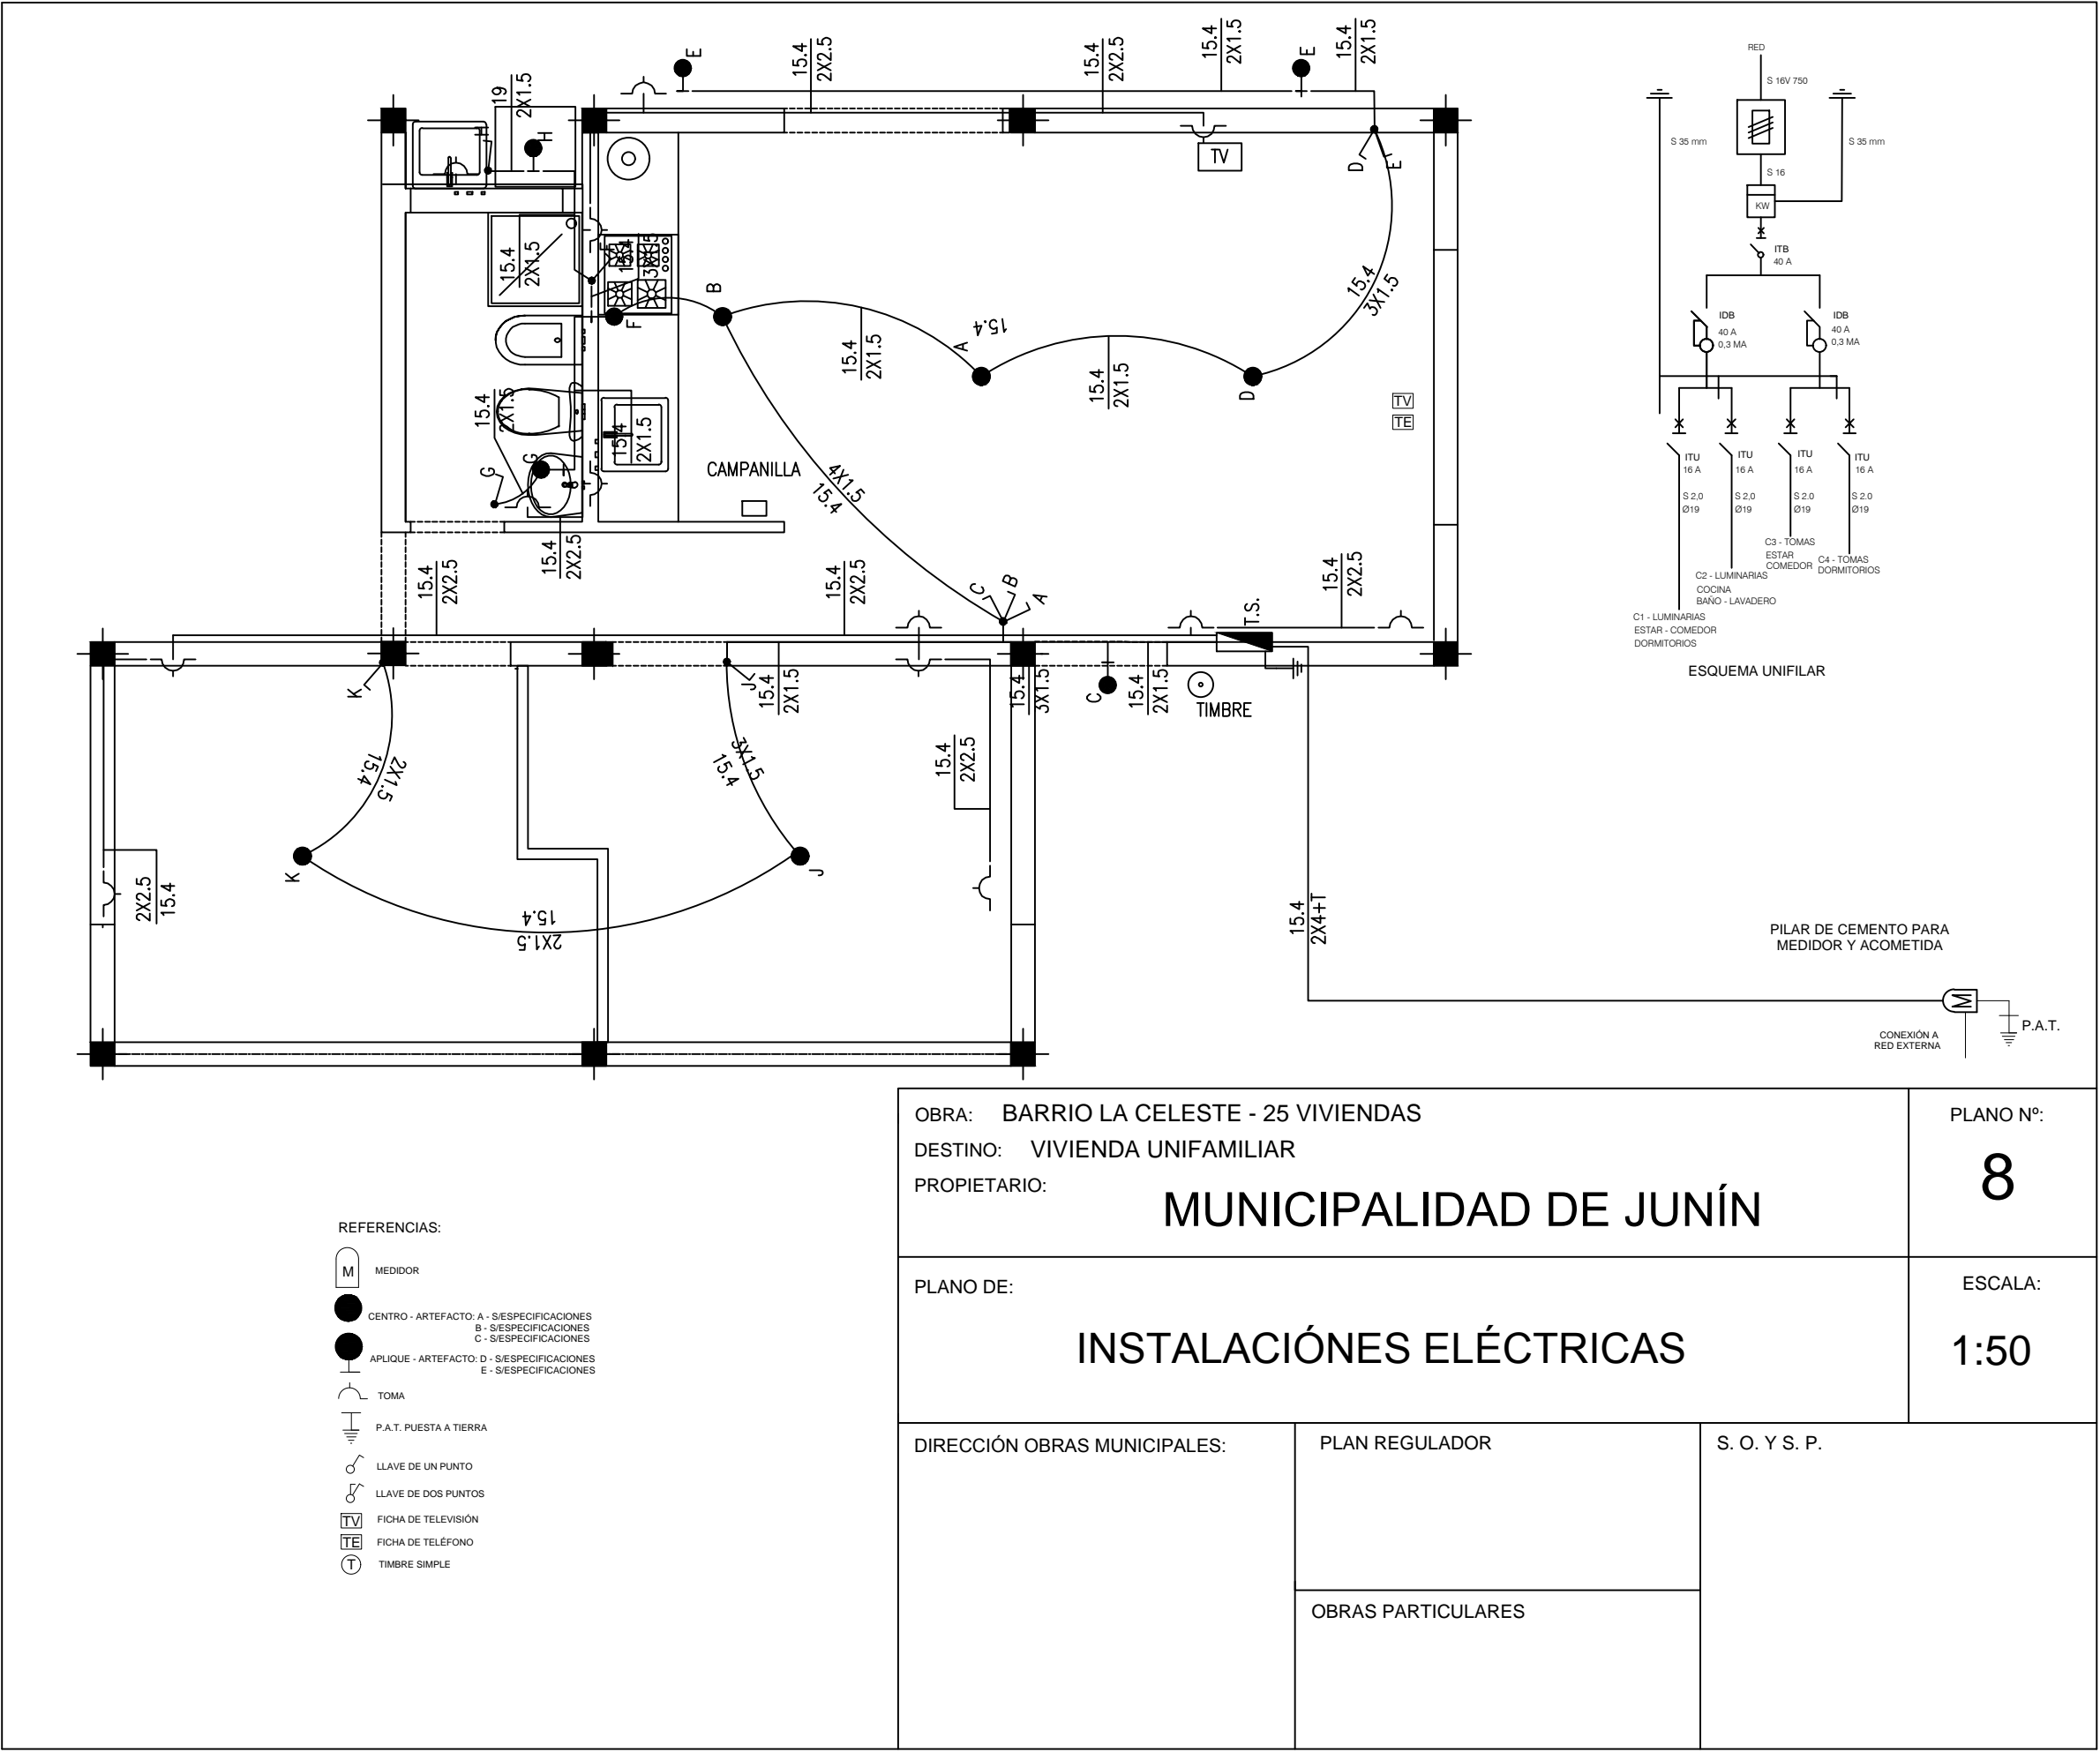 E
15.4
2X2.5
15.4
2X2.5
15.4
2X1.5
E
15.4
2X1.5
19
2X1.5
H
H
TV
D
E
15.4
2X1.5
F
15.4
3X1.5
B
F
15.4
2X1.5
A
15.4
15.4
2X1.5
D
15.4
3X1.5
TV
TE
15.4
2X1.5
15.4
2X1.5
G
G
CAMPANILLA
4X1.5
15.4
15.4
2X2.5
15.4
2X2.5
15.4
2X2.5
C
B
A
T.S.
15.4
2X2.5
K
J
15.4
2X1.5
15.4
3X1.5
C
15.4
2X1.5
TIMBRE
2X1.5
15.4
3X1.5
15.4
15.4
2X2.5
K
J
2X2.5
15.4
15.4
2X1.5
15.4
2X4+T
RED
S 16V 750
S 35 mm
S 35 mm
S 16
KW
ITB
40 A
IDB
40 A
0,3 MA
IDB
40 A
0,3 MA
ITU
16 A
ITU
16 A
ITU
16 A
ITU
16 A
S 2,0
Ø19
S 2,0
Ø19
S 2.0
Ø19
S 2.0
Ø19
C3 - TOMAS
ESTAR
COMEDOR
C4 - TOMAS
DORMITORIOS
C2 - LUMINARIAS
COCINA
BAÑO - LAVADERO
C1 - LUMINARIAS
ESTAR - COMEDOR
DORMITORIOS
ESQUEMA UNIFILAR
PILAR DE CEMENTO PARA
MEDIDOR Y ACOMETIDA
M
P.A.T.
CONEXIÓN A
RED EXTERNA
OBRA: BARRIO LA CELESTE - 25 VIVIENDAS
DESTINO: VIVIENDA UNIFAMILIAR
PROPIETARIO:
MUNICIPALIDAD DE JUNÍN
PLANO Nº:
8
PLANO DE:
INSTALACIÓNES ELÉCTRICAS
ESCALA:
1:50
DIRECCIÓN OBRAS MUNICIPALES:
PLAN REGULADOR
S. O. Y S. P.
OBRAS PARTICULARES
REFERENCIAS:
M MEDIDOR
CENTRO - ARTEFACTO: A - S/ESPECIFICACIONES
B - S/ESPECIFICACIONES
C - S/ESPECIFICACIONES
APLIQUE - ARTEFACTO: D - S/ESPECIFICACIONES
E - S/ESPECIFICACIONES
TOMA
P.A.T. PUESTA A TIERRA
LLAVE DE UN PUNTO
LLAVE DE DOS PUNTOS
TV FICHA DE TELEVISIÓN
TE FICHA DE TELÉFONO
T TIMBRE SIMPLE